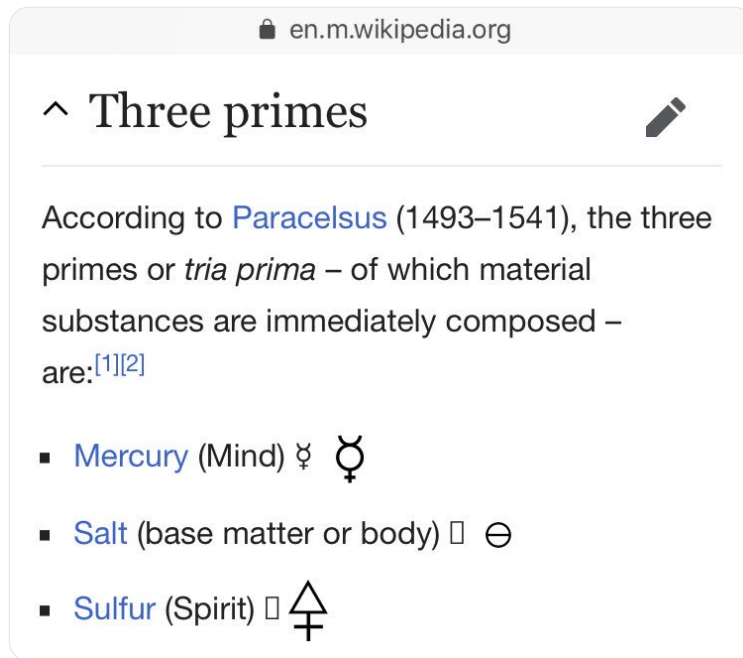 en.m.wikipedia.org
Three primes
According to Paracelsus (1493–1541), the three
primes or tria prima – of which material
substances are immediately composed –
are:[1][2]
Mercury (Mind) ☿ ☿
Salt (base matter or body) 𐀀 🜔
Sulfur (Spirit) 𐀀 🜍